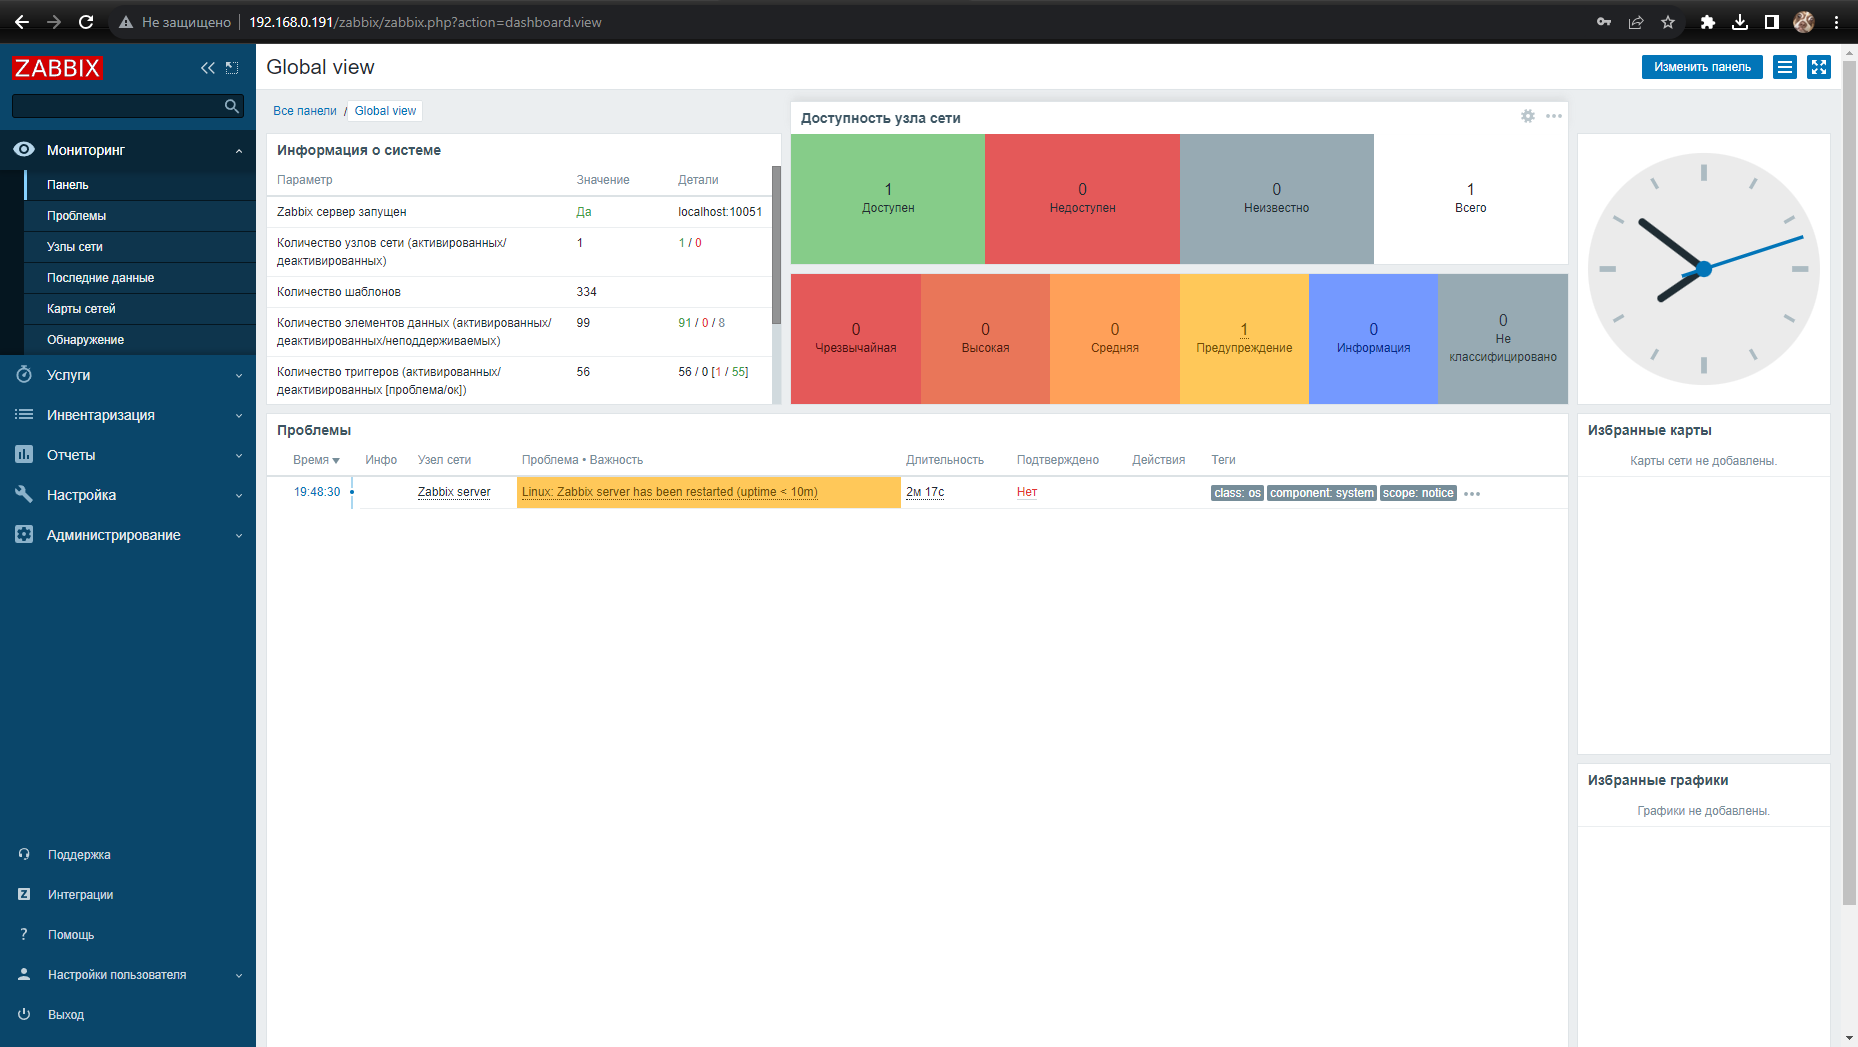 Не защищено
192.168.0.191/zabbix/zabbix.php?action=dashboard.view
ZABBIX
Мониторинг
Панель
Проблемы
Узлы сети
Последние данные
Карты сетей
Обнаружение
Услуги
Инвентаризация
Отчеты
Настройка
Администрирование
Поддержка
Интеграции
Помощь
Настройки пользователя
Выход
Global view
Изменить панель
Все панели / Global view
Информация о системе
Параметр Значение Детали
Zabbix сервер запущен Да localhost:10051
Количество узлов сети (активированных/ 1 1 / 0
деактивированных)
Количество шаблонов 334
Количество элементов данных (активированных/ 99 91 / 0 / 8
деактивированных/неподдерживаемых)
Количество триггеров (активированных/ 56 56 / 0 [1 / 55]
деактивированных [проблема/ок])
Доступность узла сети
1
Доступен
0
Недоступен
0
Неизвестно
1
Всего
0
Чрезвычайная
0
Высокая
0
Средняя
1
Предупреждение
0
Информация
0
Не
классифицировано
Проблемы
Время Инфо Узел сети Проблема • Важность Длительность Подтверждено Действия Теги
19:48:30 Zabbix server Linux: Zabbix server has been restarted (uptime < 10m) 2м 17с Нет class: os component: system scope: notice
Избранные карты
Карты сети не добавлены.
Избранные графики
Графики не добавлены.